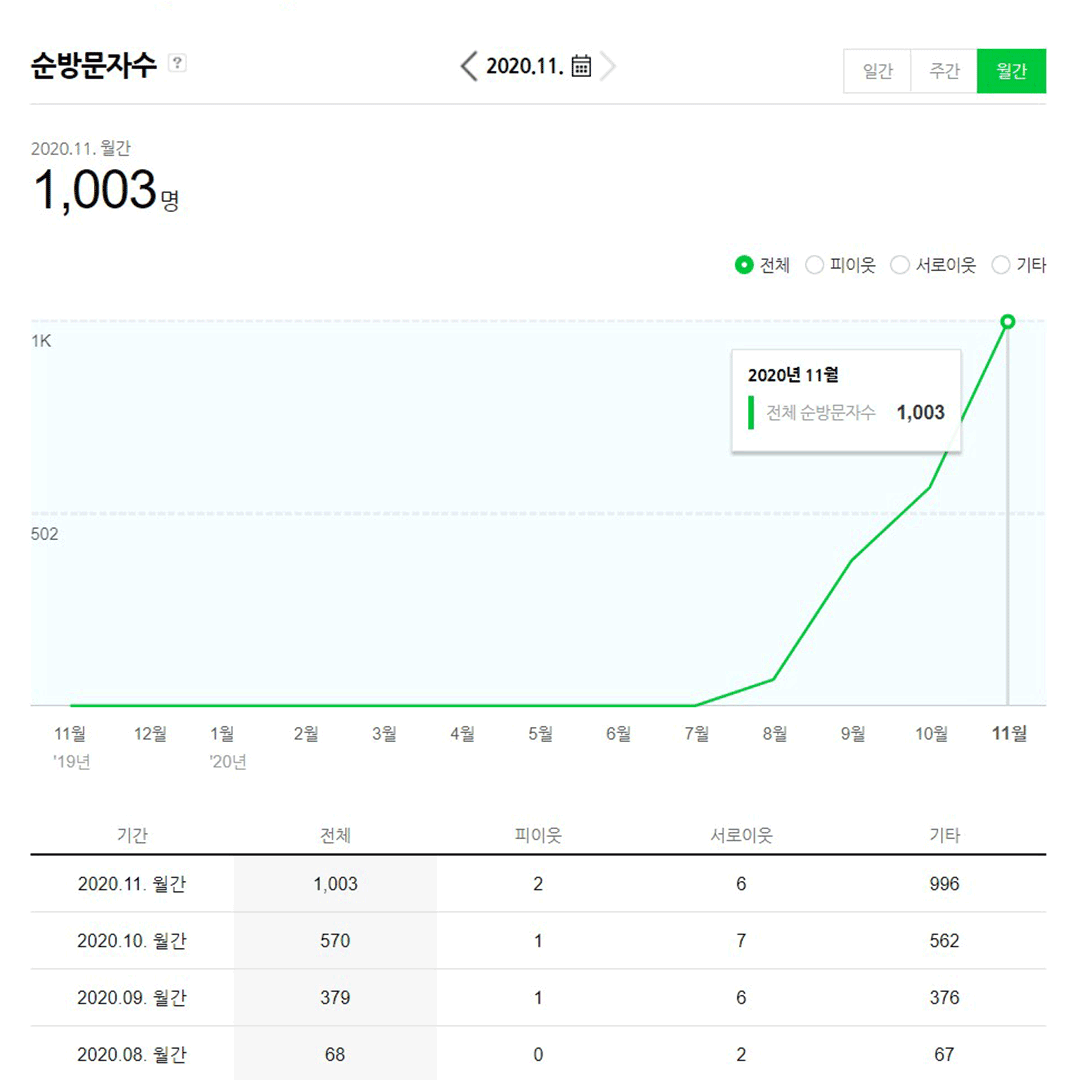 순방문자수 ?
2020.11.
일간 주간 월간
2020.11. 월간
1,003명
전체 피이웃 서로이웃 기타
1K
2020년 11월
전체 순방문자수 1,003
502
11월 12월 1월 2월 3월 4월 5월 6월 7월 8월 9월 10월 11월
'19년 '20년
기간 전체 피이웃 서로이웃 기타
2020.11. 월간 1,003 2 6 996
2020.10. 월간 570 1 7 562
2020.09. 월간 379 1 6 376
2020.08. 월간 68 0 2 67